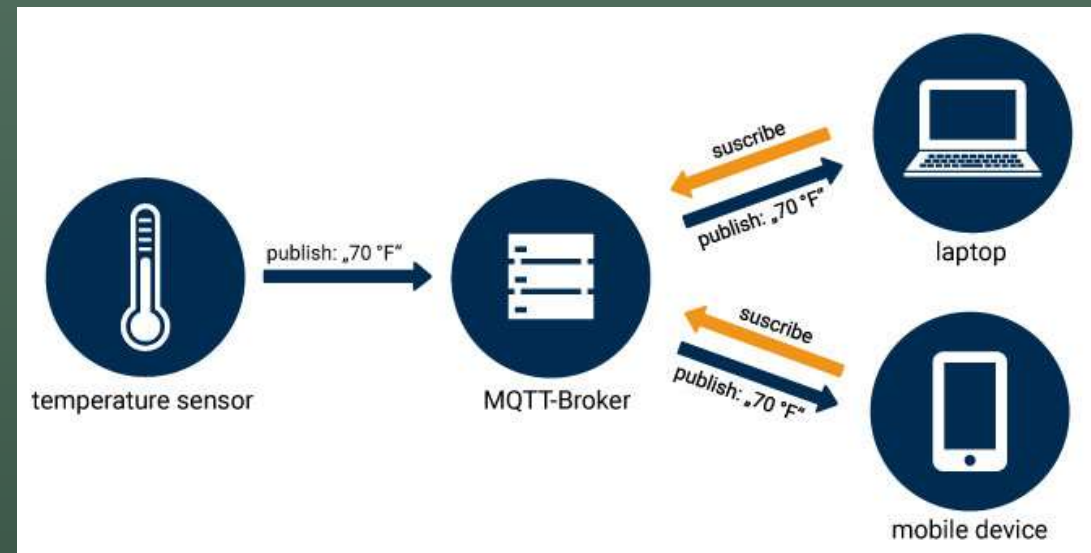 suscribe
publish: „70 °F“
laptop
publish: „70 °F“
temperature sensor
MQTT-Broker
suscribe
publish: „70 °F“
mobile device